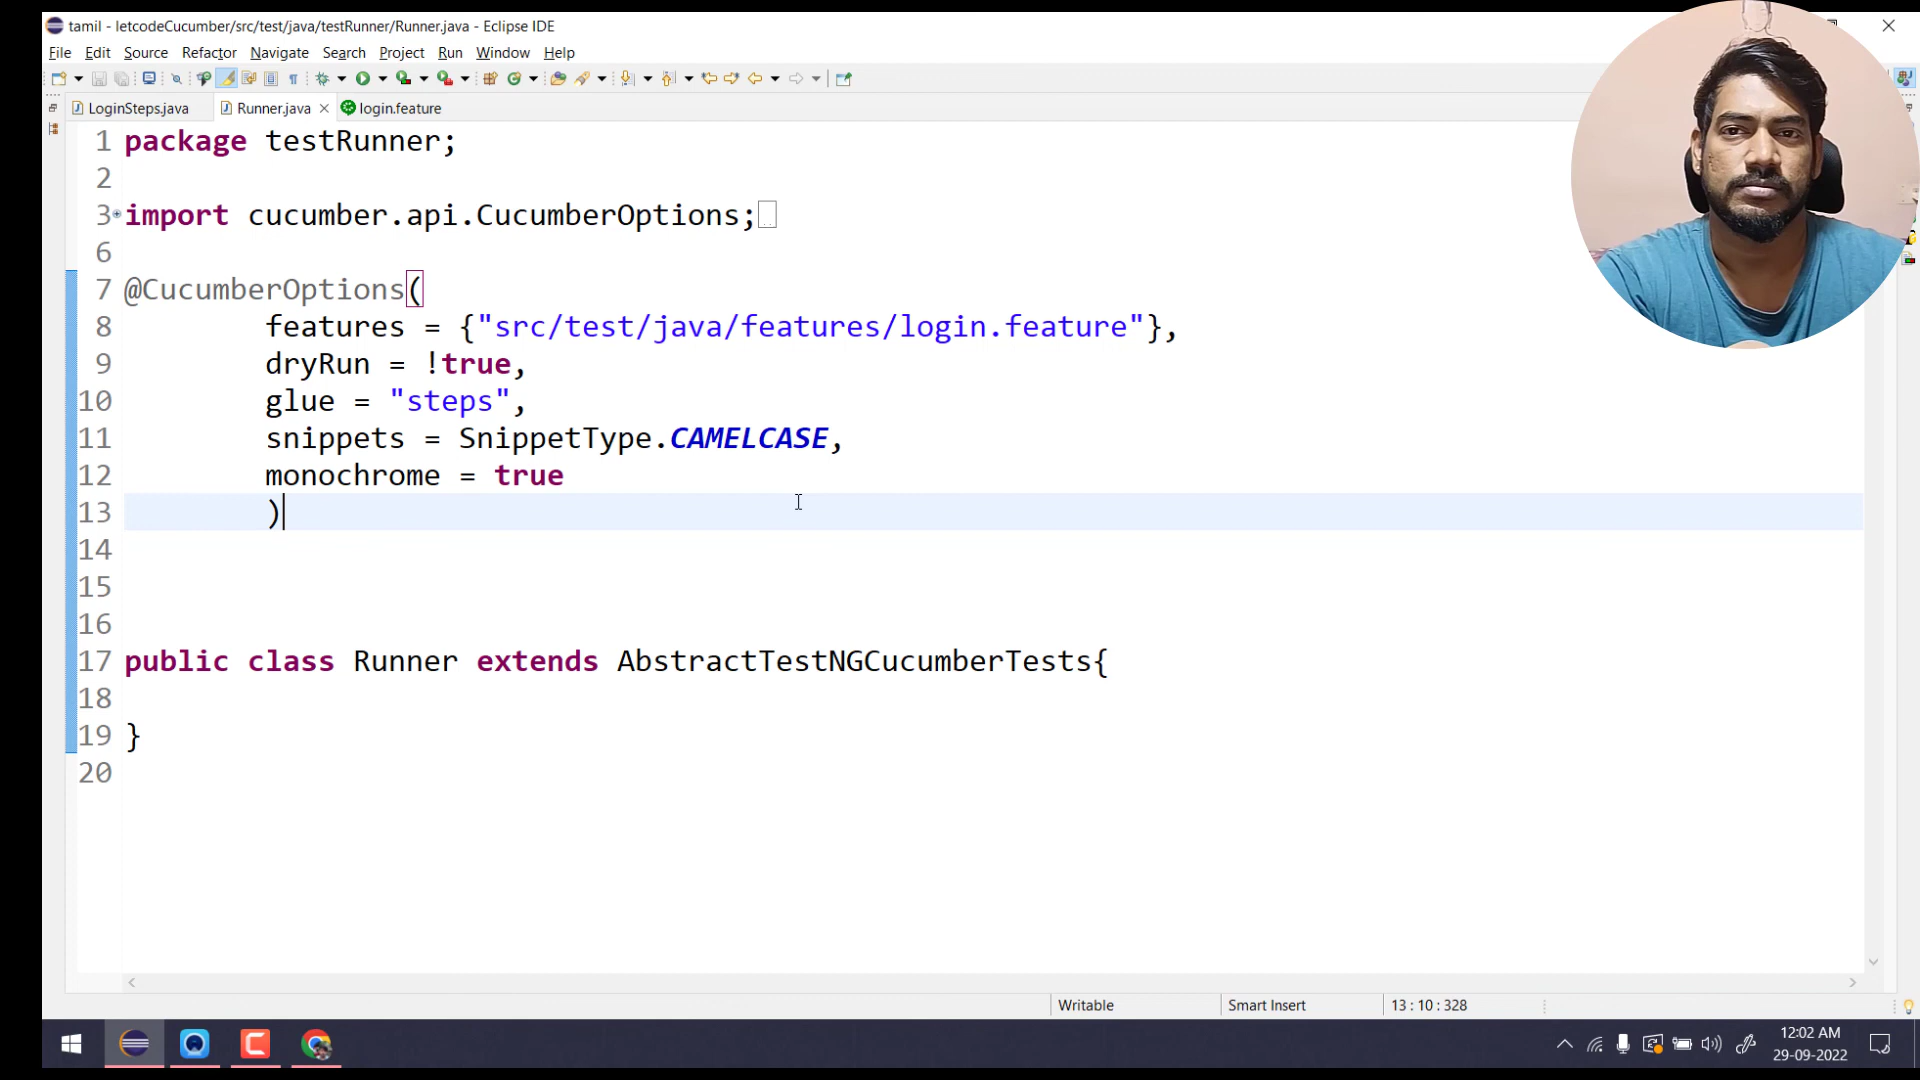 tamil - letcodeCucumber/src/test/java/testRunner/Runner.java - Eclipse IDE
File Edit Source Refactor Navigate Search Project Run Window Help
LoginSteps.java Runner.java login.feature
1 package testRunner;
2
3 import cucumber.api.CucumberOptions;
6
7 @CucumberOptions(
8 features = {"src/test/java/features/login.feature"},
9 dryRun = !true,
10 glue = "steps",
11 snippets = SnippetType.CAMELCASE,
12 monochrome = true
13 )
14
15
16
17 public class Runner extends AbstractTestNGCucumberTests{
18
19 }
20
Writable Smart Insert 13 : 10 : 328
12:02 AM
29-09-2022